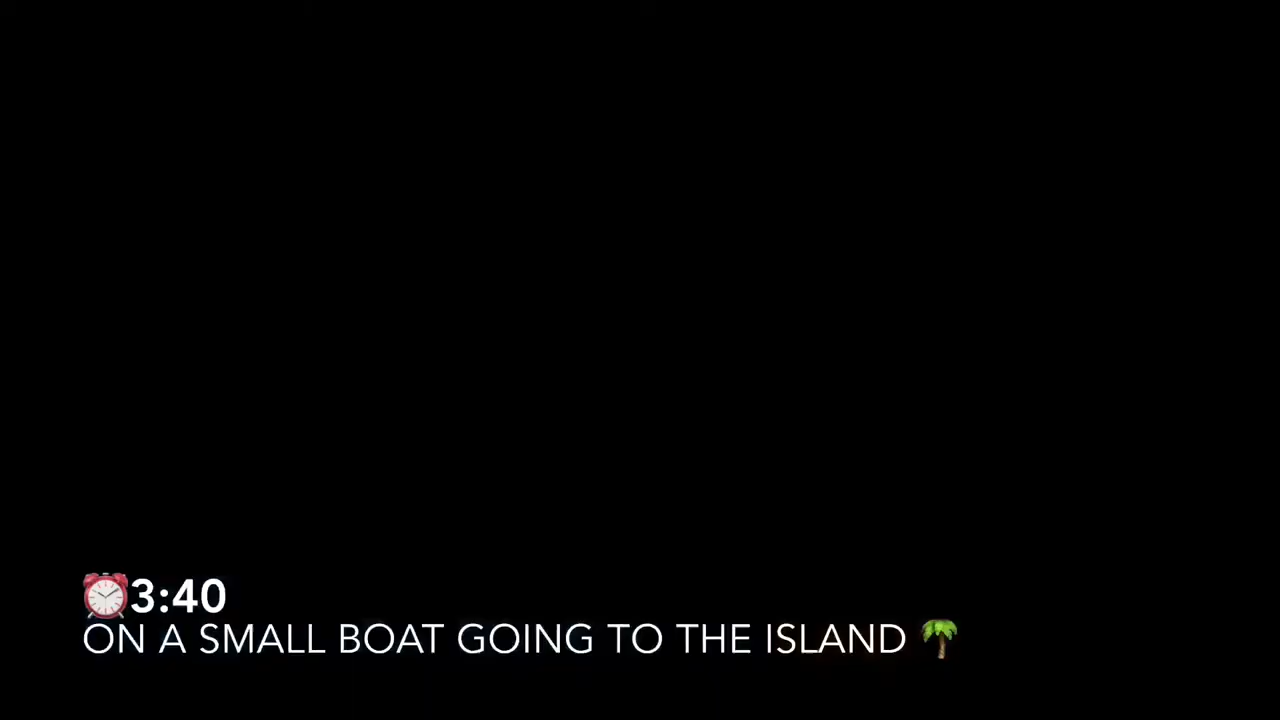 ⏰3:40
ON A SMALL BOAT GOING TO THE ISLAND 🌴